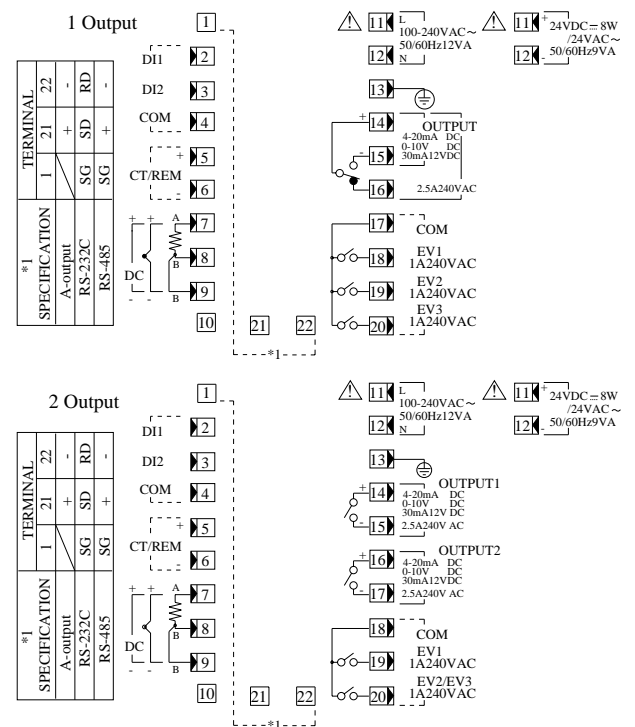 1 Output
1
11 L
100-240VAC～
50/60Hz12VA
12 N
11 + 24VDC⎓8W
/24VAC～
12 - 50/60Hz9VA
DI1 2
DI2 3
COM 4
+ 5
CT/REM
- 6
+ + A 7
B 8
DC
- - B 9
10
21 22
*1
13
+ 14 OUTPUT
4-20mA DC
0-10V DC
- 15 30mA12VDC
16 2.5A240VAC
17 COM
18 EV1
1A240VAC
19 EV2
1A240VAC
EV3
20 1A240VAC
*1 SPECIFICATION TERMINAL
1 21 22
A-output + -
RS-232C SG SD RD
RS-485 SG + -
2 Output
1
11 L
100-240VAC～
50/60Hz12VA
12 N
11 + 24VDC⎓8W
/24VAC～
12 - 50/60Hz9VA
DI1 2
DI2 3
COM 4
+ 5
CT/REM
- 6
+ + A 7
B 8
DC
- - B 9
10
21 22
*1
13
OUTPUT1
+ 14 4-20mA DC
0-10V DC
30mA12V DC
- 15 2.5A240V AC
OUTPUT2
+ 16 4-20mA DC
0-10V DC
30mA12VDC
- 17 2.5A240V AC
18 COM
EV1
19 1A240VAC
EV2/EV3
20 1A240VAC
*1 SPECIFICATION TERMINAL
1 21 22
A-output + -
RS-232C SG SD RD
RS-485 SG + -